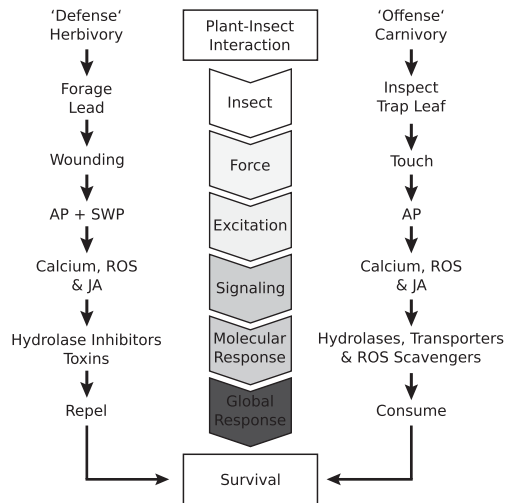 ‘Defense‘
Herbivory
Forage
Lead
Wounding
AP + SWP
Calcium, ROS
& JA
Hydrolase Inhibitors
Toxins
Repel
Plant-Insect
Interaction
Insect
Force
Excitation
Signaling
Molecular
Response
Global
Response
Survival
‘Offense‘
Carnivory
Inspect
Trap Leaf
Touch
AP
Calcium, ROS
& JA
Hydrolases, Transporters
& ROS Scavengers
Consume